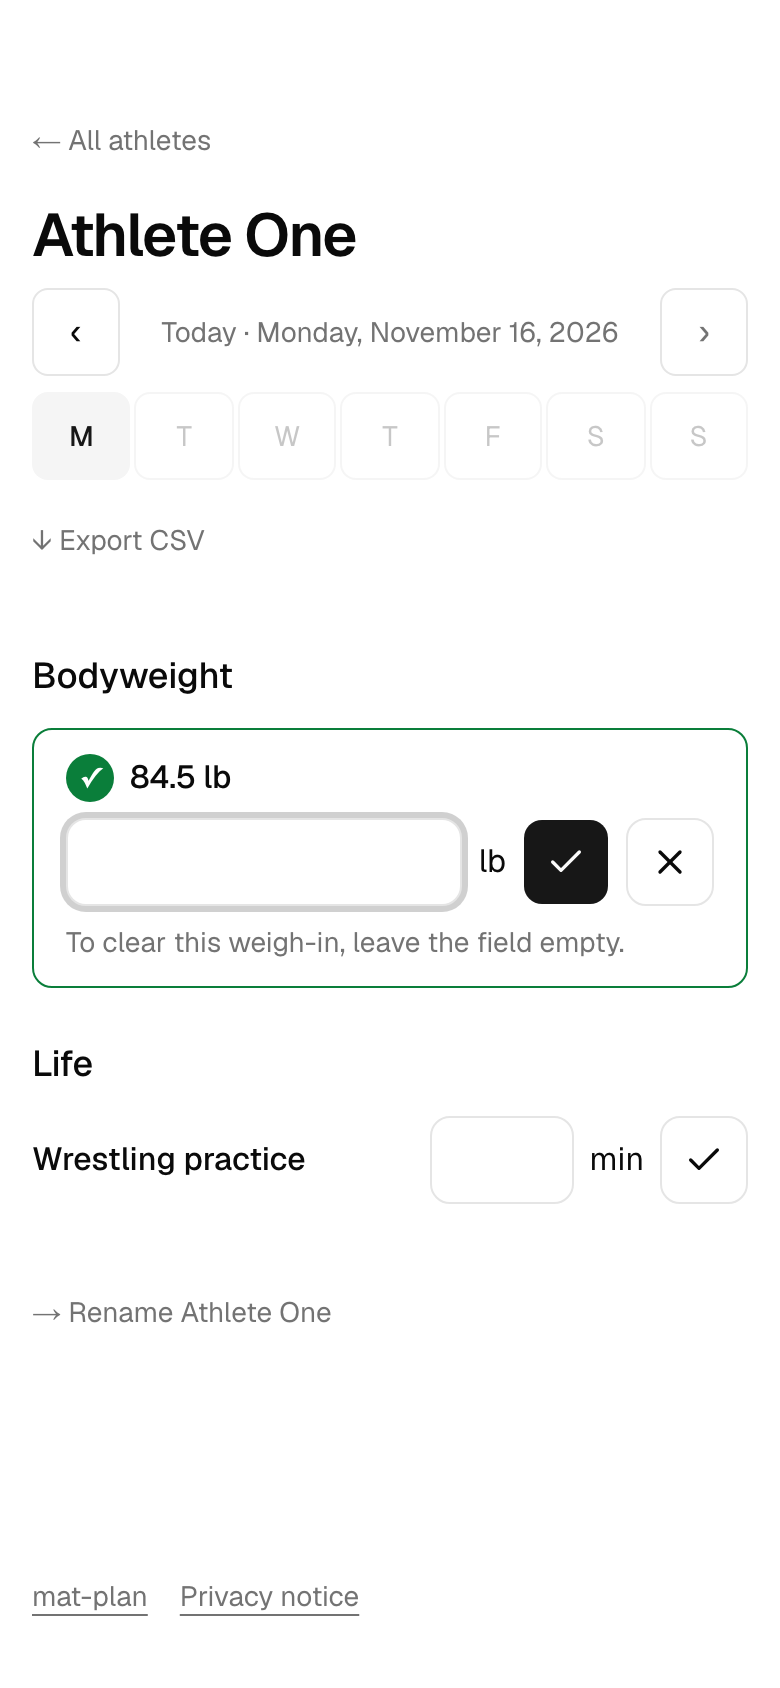 ← All athletes
Athlete One
‹ Today · Monday, November 16, 2026 ›
M T W T F S S
↓ Export CSV
Bodyweight
84.5 lb
lb
To clear this weigh-in, leave the field empty.
Life
Wrestling practice min
→ Rename Athlete One
mat-plan Privacy notice